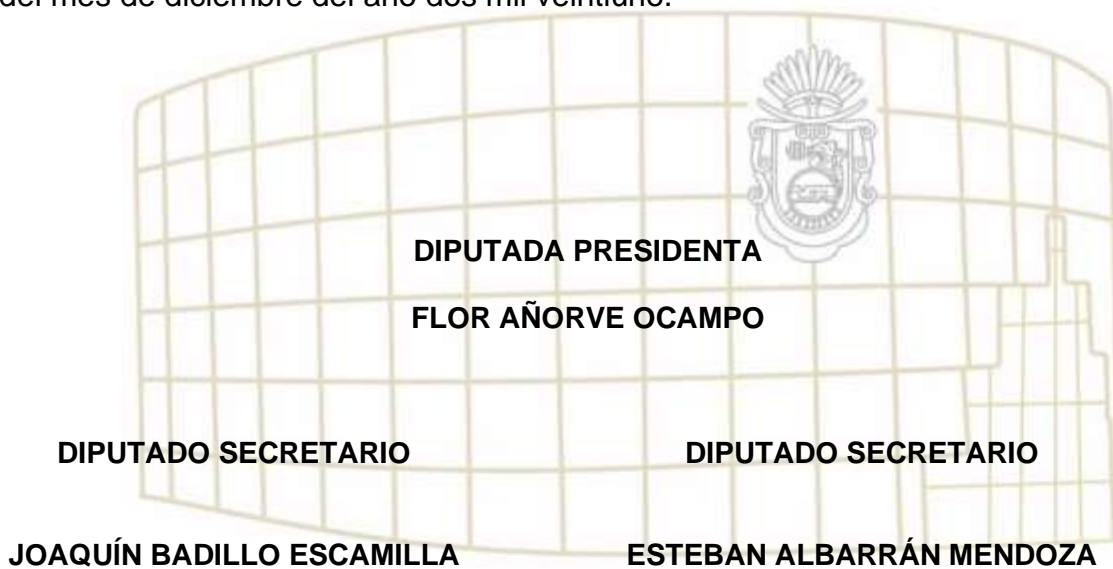 del mes de diciembre del año dos mil veintiuno.
DIPUTADA PRESIDENTA
FLOR AÑORVE OCAMPO
DIPUTADO SECRETARIO DIPUTADO SECRETARIO
JOAQUÍN BADILLO ESCAMILLA ESTEBAN ALBARRÁN MENDOZA